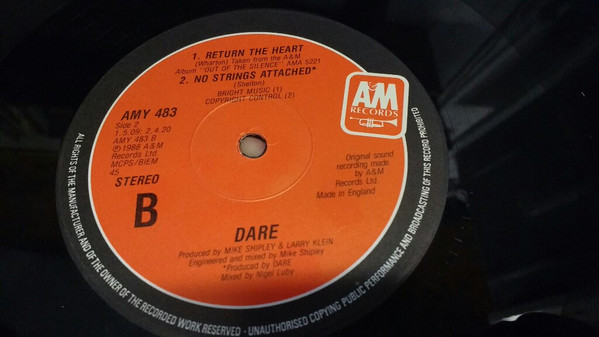 1. RETURN THE HEART
(Wharton) Taken from the A&M
Album "OUT OF THE SILENCE" AMA 5221
2. NO STRINGS ATTACHED*
(Shelton)
BRIGHT MUSIC (1)
COPYRIGHT CONTROL (2)
A&M
RECORDS
AMY 483
Side 2
1. 5.09; 2. 4.20
AMY 483 B
℗ 1988 A&M
Records Ltd.
MCPS/BIEM
45
STEREO
B
Original sound
recording made
by A&M
Records Ltd.
Made in England
DARE
Produced by MIKE SHIPLEY & LARRY KLEIN
Engineered and mixed by Mike Shipley
*Produced by DARE
Mixed by Nigel Luby
ALL RIGHTS OF THE MANUFACTURER AND OF THE OWNER OF THE RECORDED WORK RESERVED - UNAUTHORISED COPYING PUBLIC PERFORMANCE AND BROADCASTING OF THIS RECORD PROHIBITED